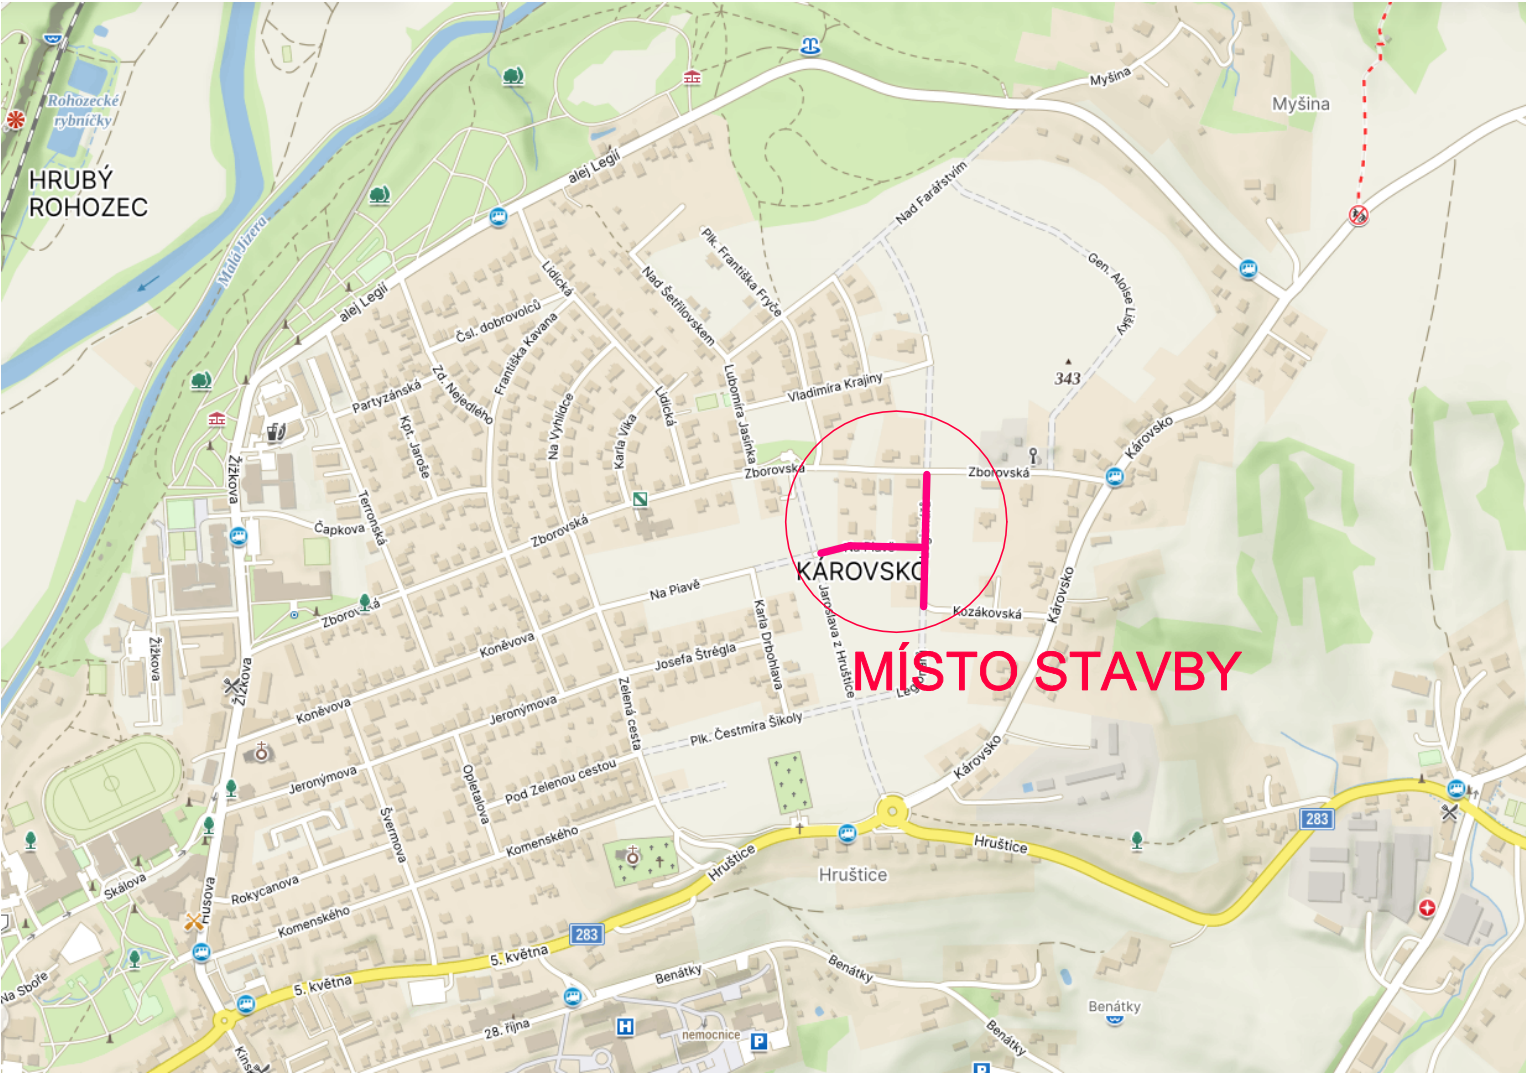 Myšina
Myšina
Rohozecké
rybníčky
HRUBÝ
ROHOZEC
alej Legií
Nad Farářstvím
Malá Jizera
Plk. Františka Fryče
Lidická
Nad Šetřilovskem
Gen. Aloise Lišky
alej Legií
Čsl. dobrovolců
Františka Kavana
343
Zd. Nejedlého
Partyzánská
Vladimíra Krajiny
Lubomíra Jasínka
Lidická
Na Vyhlídce
Karla Vika
Kpt. Jaroše
Károvsko
Žižkova
Zborovská
Zborovská
Terronská
Čapkova
Zborovská
KÁROVSKO
Na Piavě
Károvsko
Zborovská
Karla Drbohlava
Jaroslava z Hruštice
Kozákovská
Žižkova
Koněvova
Josefa Štrégla
MÍSTO STAVBY
Žižkova
Zelená cesta
Koněvova
Jeronýmova
Plk. Čestmíra Šikoly
Károvsko
Jeronýmova
Opletalova
Pod Zelenou cestou
Švermova
283
Komenského
Hruštice
Hruštice
Hruštice
Skálova
Rokycanova
Husova
Komenského
283
5. května
Benátky
Benátky
Na Sboře
5. května
Benátky
28. října
H
nemocnice
P
Benátky
P